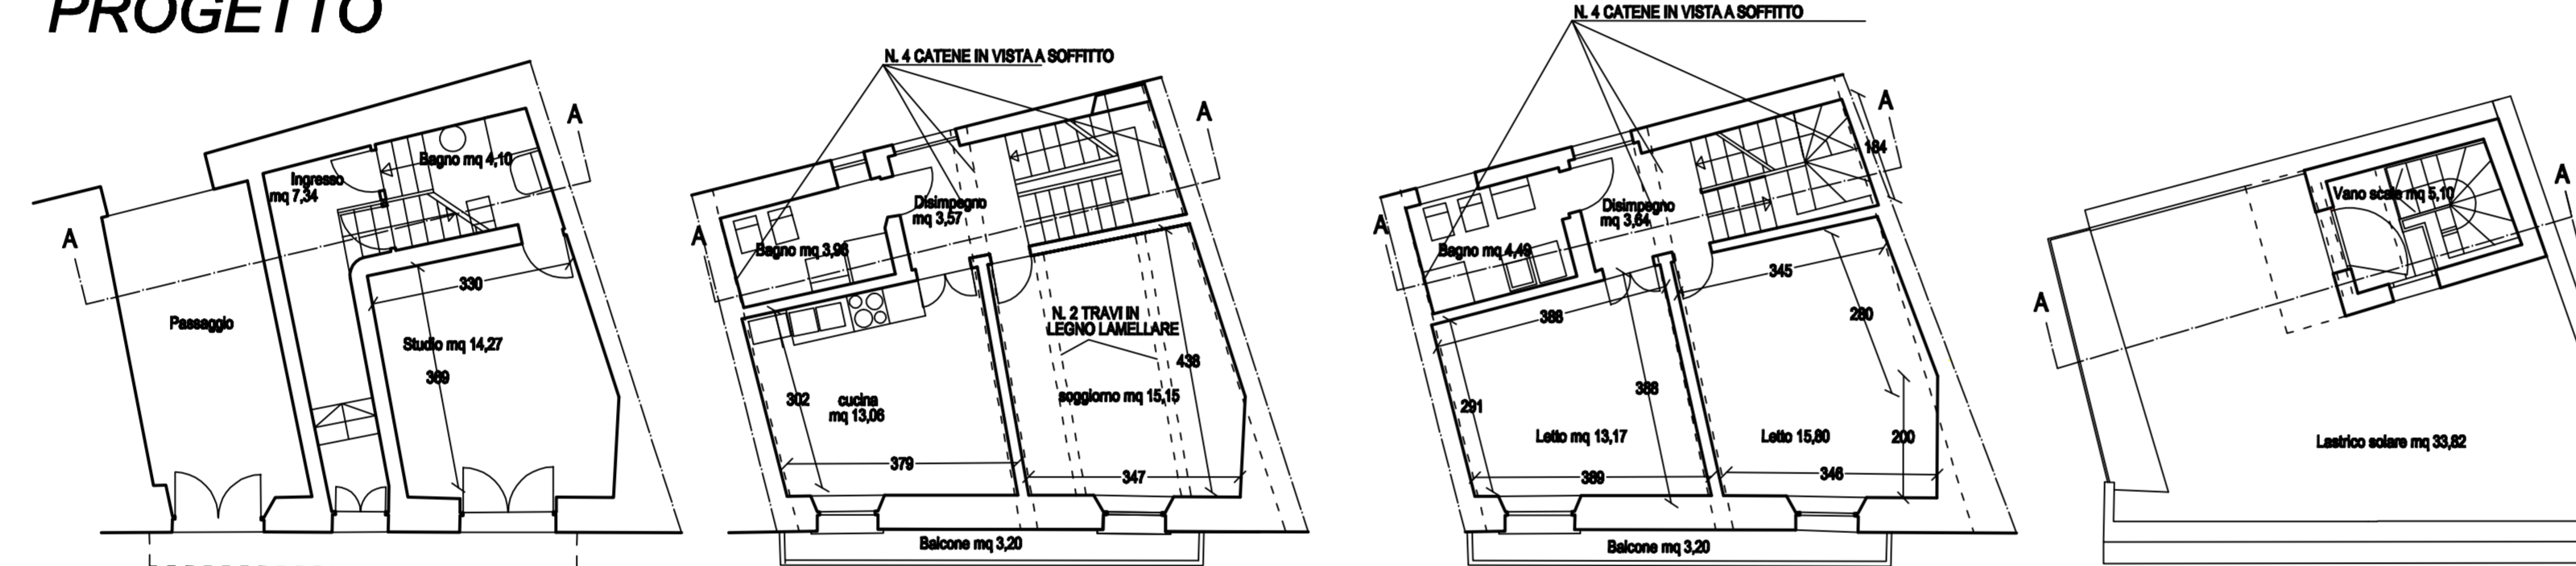 PROGETTO
A
A
Ingresso
mq 7,34
Bagno mq 4,10
330
Passaggio
Studio mq 14,27
369
N. 4 CATENE IN VISTA A SOFFITTO
A
A
Disimpegno
mq 3,57
Bagno mq 3,96
N. 2 TRAVI IN
LEGNO LAMELLARE
302
cucina
mq 13,06
438
soggiorno mq 15,15
379
347
Balcone mq 3,20
N. 4 CATENE IN VISTA A SOFFITTO
A
A
184
Disimpegno
mq 3,64
Bagno mq 4,49
345
388
280
388
291
Letto mq 13,17
Letto 15,80
200
389
346
Balcone mq 3,20
A
A
Vano scale mq 5,10
Lastrico solare mq 33,82